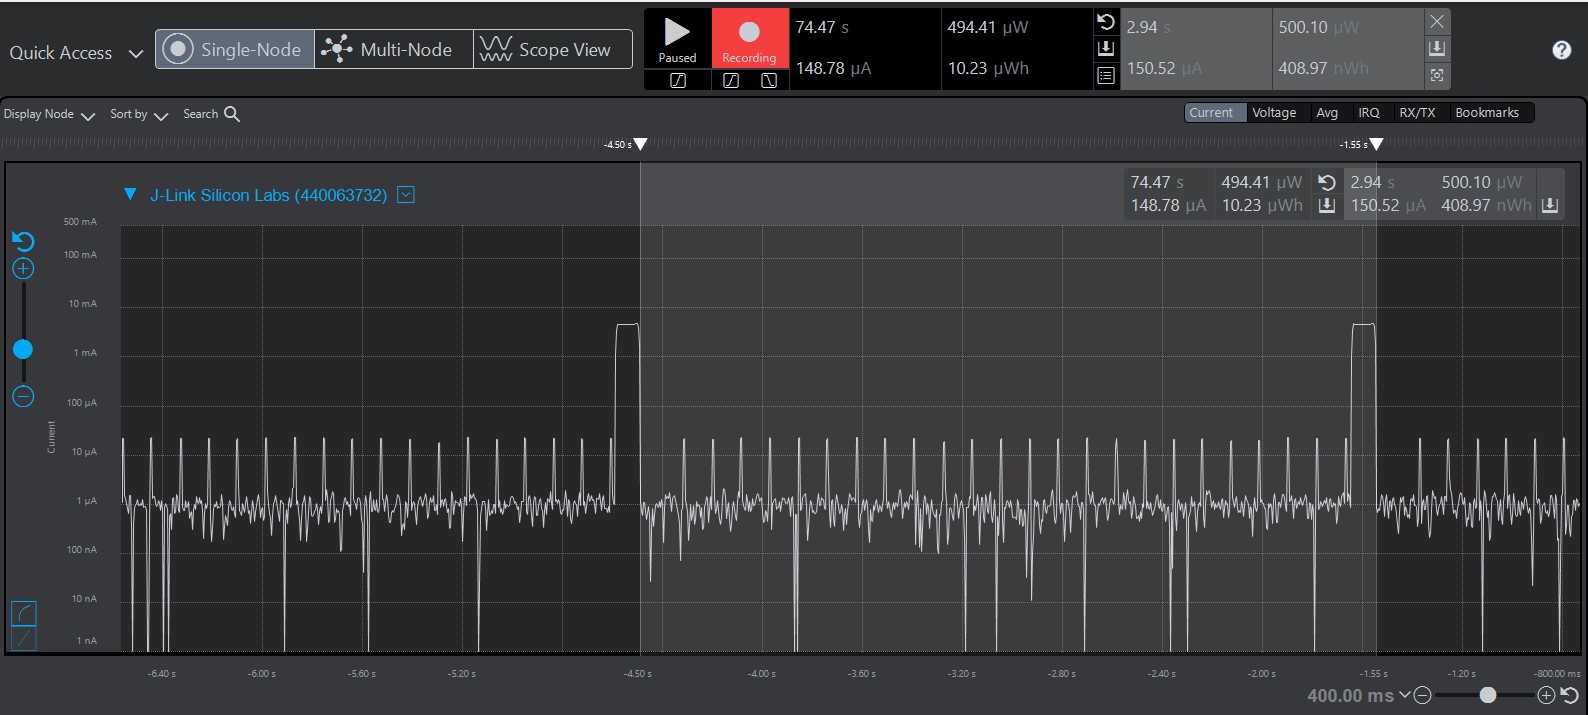 Quick Access
Single-Node
Multi-Node
Scope View
Paused
Recording
74.47 s 494.41 µW
148.78 µA 10.23 µWh
2.94 s 500.10 µW
150.52 µA 408.97 nWh
Display Node Sort by Search
Current Voltage Avg IRQ RX/TX Bookmarks
-4.50 s -1.55 s
J-Link Silicon Labs (440063732)
74.47 s 494.41 µW 2.94 s 500.10 µW
148.78 µA 10.23 µWh 150.52 µA 408.97 nWh
500 mA
100 mA
10 mA
1 mA
100 µA
10 µA
1 µA
100 nA
10 nA
1 nA
Current
-6.40 s -6.00 s -5.60 s -5.20 s -4.50 s -4.00 s -3.60 s -3.20 s -2.80 s -2.40 s -2.00 s -1.55 s -1.20 s -800.00 ms
400.00 ms